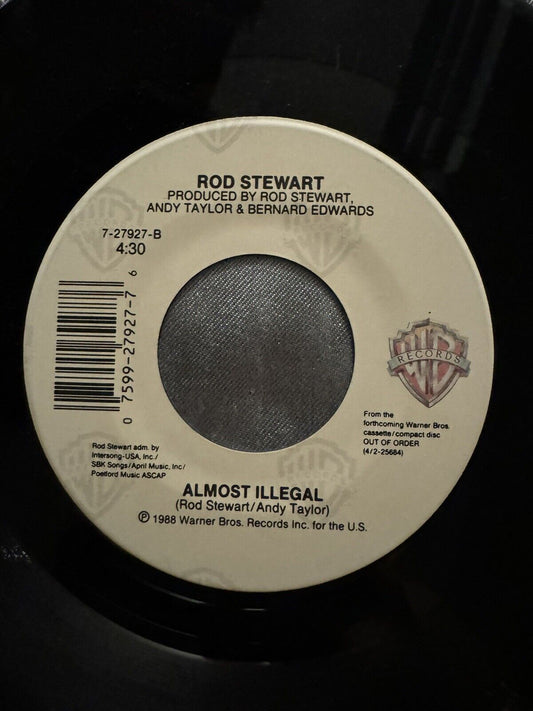 ROD STEWART
PRODUCED BY ROD STEWART,
ANDY TAYLOR & BERNARD EDWARDS
7-27927-B
4:30
0 7599-27927-7 6
RECORDS
From the
forthcoming Warner Bros.
cassette/compact disc
OUT OF ORDER
(4/2-25684)
Rod Stewart adm. by
Intersong-USA, Inc./
SBK Songs/April Music, Inc/
Poetlord Music ASCAP
ALMOST ILLEGAL
(Rod Stewart/Andy Taylor)
℗ 1988 Warner Bros. Records Inc. for the U.S.